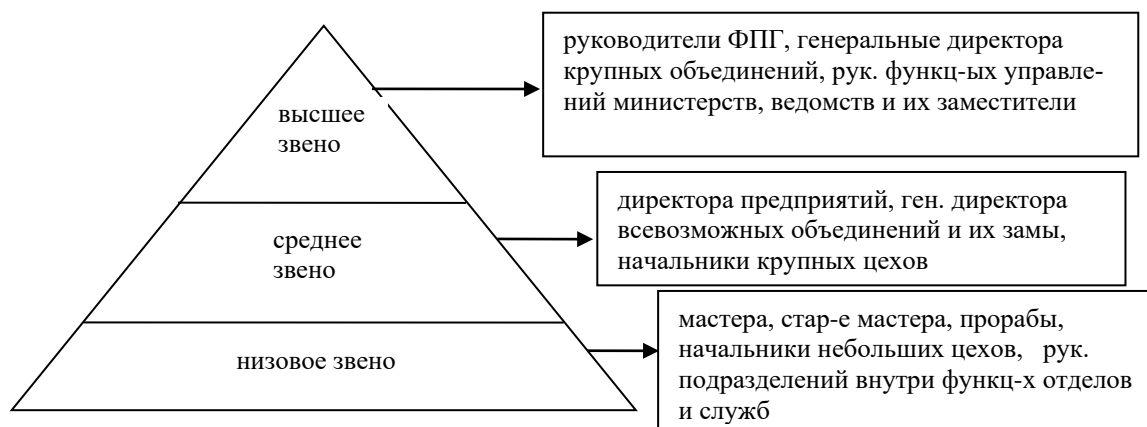 высшее
звено
руководители ФПГ, генеральные директора
крупных объединений, рук. функц-ых управле-
ний министерств, ведомств и их заместители
среднее
звено
директора предприятий, ген. директора
всевозможных объединений и их замы,
начальники крупных цехов
низовое звено
мастера, стар-е мастера, прорабы,
начальники небольших цехов, рук.
подразделений внутри функц-х отделов
и служб